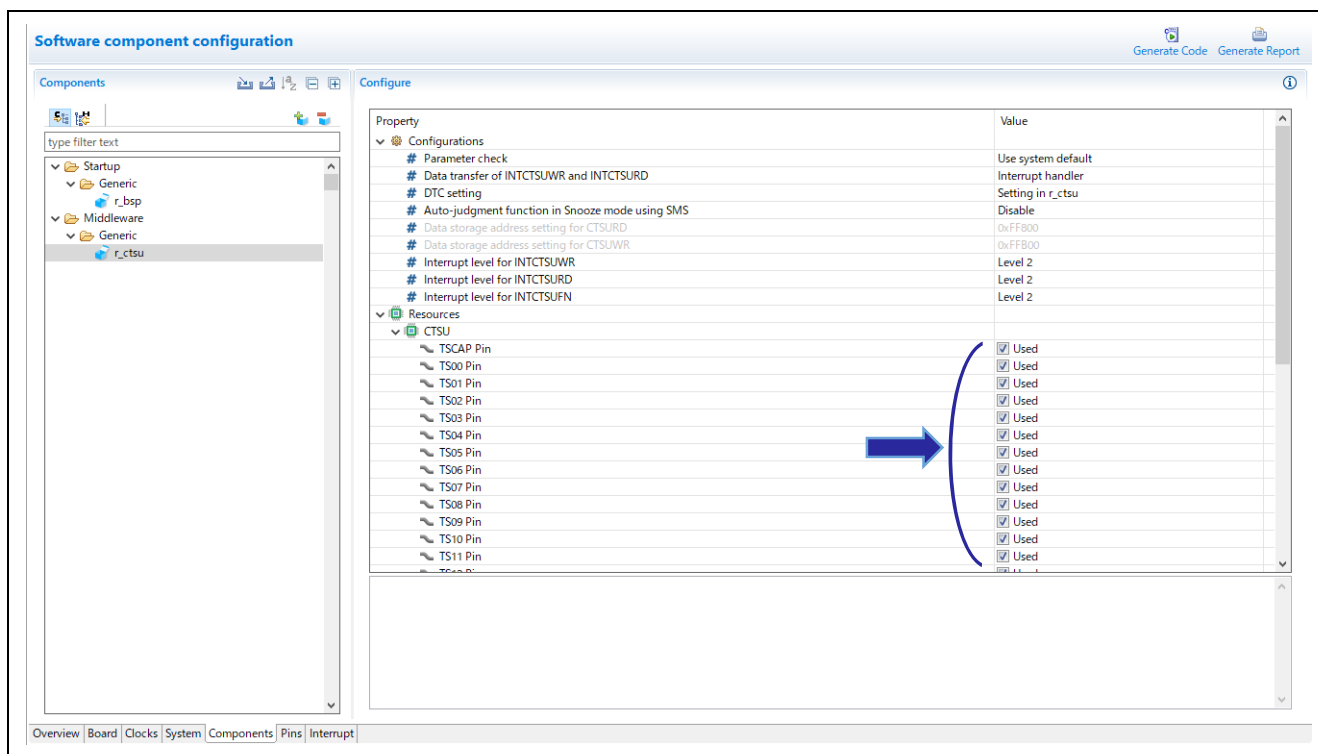 Software component configuration
Generate Code Generate Report
Components
Configure
type filter text
Startup
Generic
r_bsp
Middleware
Generic
r_ctsu
Property Value
Configurations
# Parameter check Use system default
# Data transfer of INTCTSUWR and INTCTSURD Interrupt handler
# DTC setting Setting in r_ctsu
# Auto-judgment function in Snooze mode using SMS Disable
# Data storage address setting for CTSURD 0xFF800
# Data storage address setting for CTSUWR 0xFFB00
# Interrupt level for INTCTSUWR Level 2
# Interrupt level for INTCTSURD Level 2
# Interrupt level for INTCTSUFN Level 2
Resources
CTSU
TSCAP Pin Used
TS00 Pin Used
TS01 Pin Used
TS02 Pin Used
TS03 Pin Used
TS04 Pin Used
TS05 Pin Used
TS06 Pin Used
TS07 Pin Used
TS08 Pin Used
TS09 Pin Used
TS10 Pin Used
TS11 Pin Used
Overview Board Clocks System Components Pins Interrupt